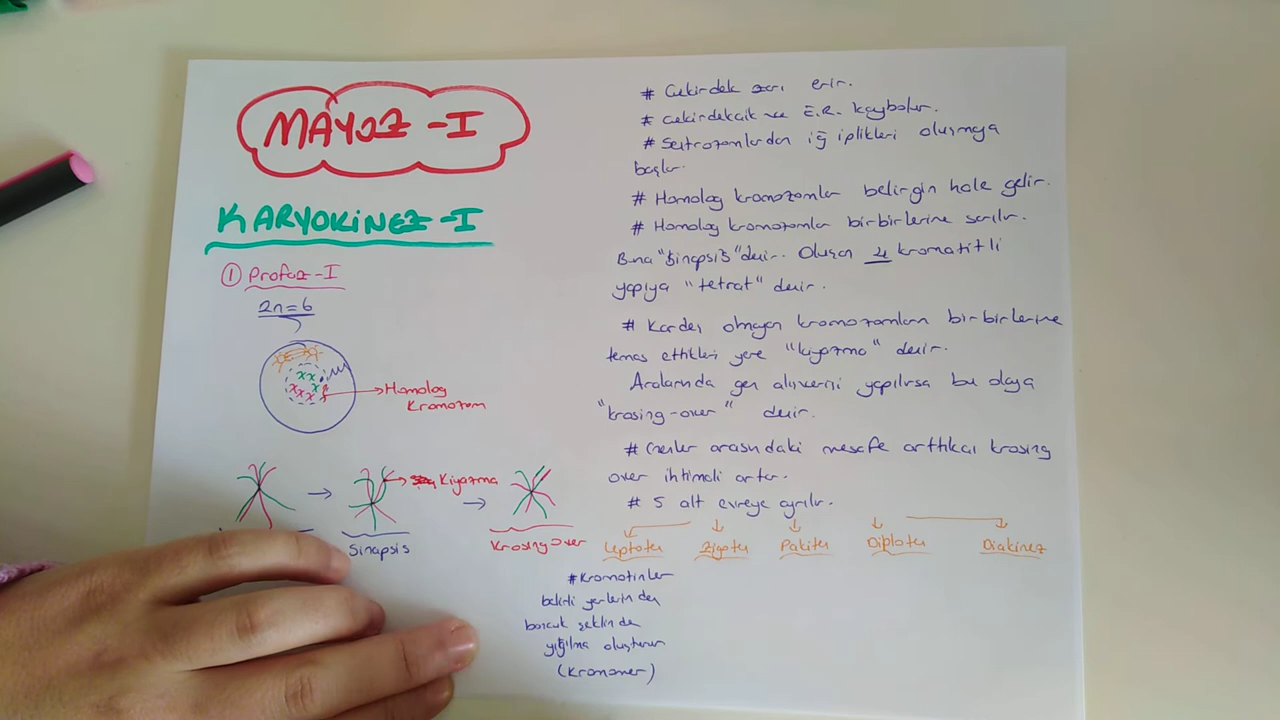 MAYOZ-I
KARYOKİNEZ-I
① Profaz-I
2n=6
Homolog
Kromozom
Kiyazma
Sinapsis
Krosing Over
# Çekirdek zarı erir.
# Çekirdekçik ve E.R. kaybolur.
# Sentrozomlardan iğ iplikleri oluşmaya
başlar.
# Homolog kromozomlar belirgin hale gelir.
# Homolog kromozomlar birbirlerine sarılır.
Buna "Sinapsis" denir. Oluşan 4 kromatitli
yapıya "tetrat" denir.
# Kardeş olmayan kromozomların birbirlerine
temas ettikleri yere "kiyazma" denir.
Aralarında gen alışverişi yapılırsa bu olaya
"krosing-over" denir.
# Genler arasındaki mesafe arttıkça krosing
over ihtimali artar.
# 5 alt evreye ayrılır.
Leptoten Zigoten Pakiten Diploten Diakinez
#Kromatinler
belirli yerlerinden
boncuk şeklinde
yığılma oluşturur
(Kromomer)